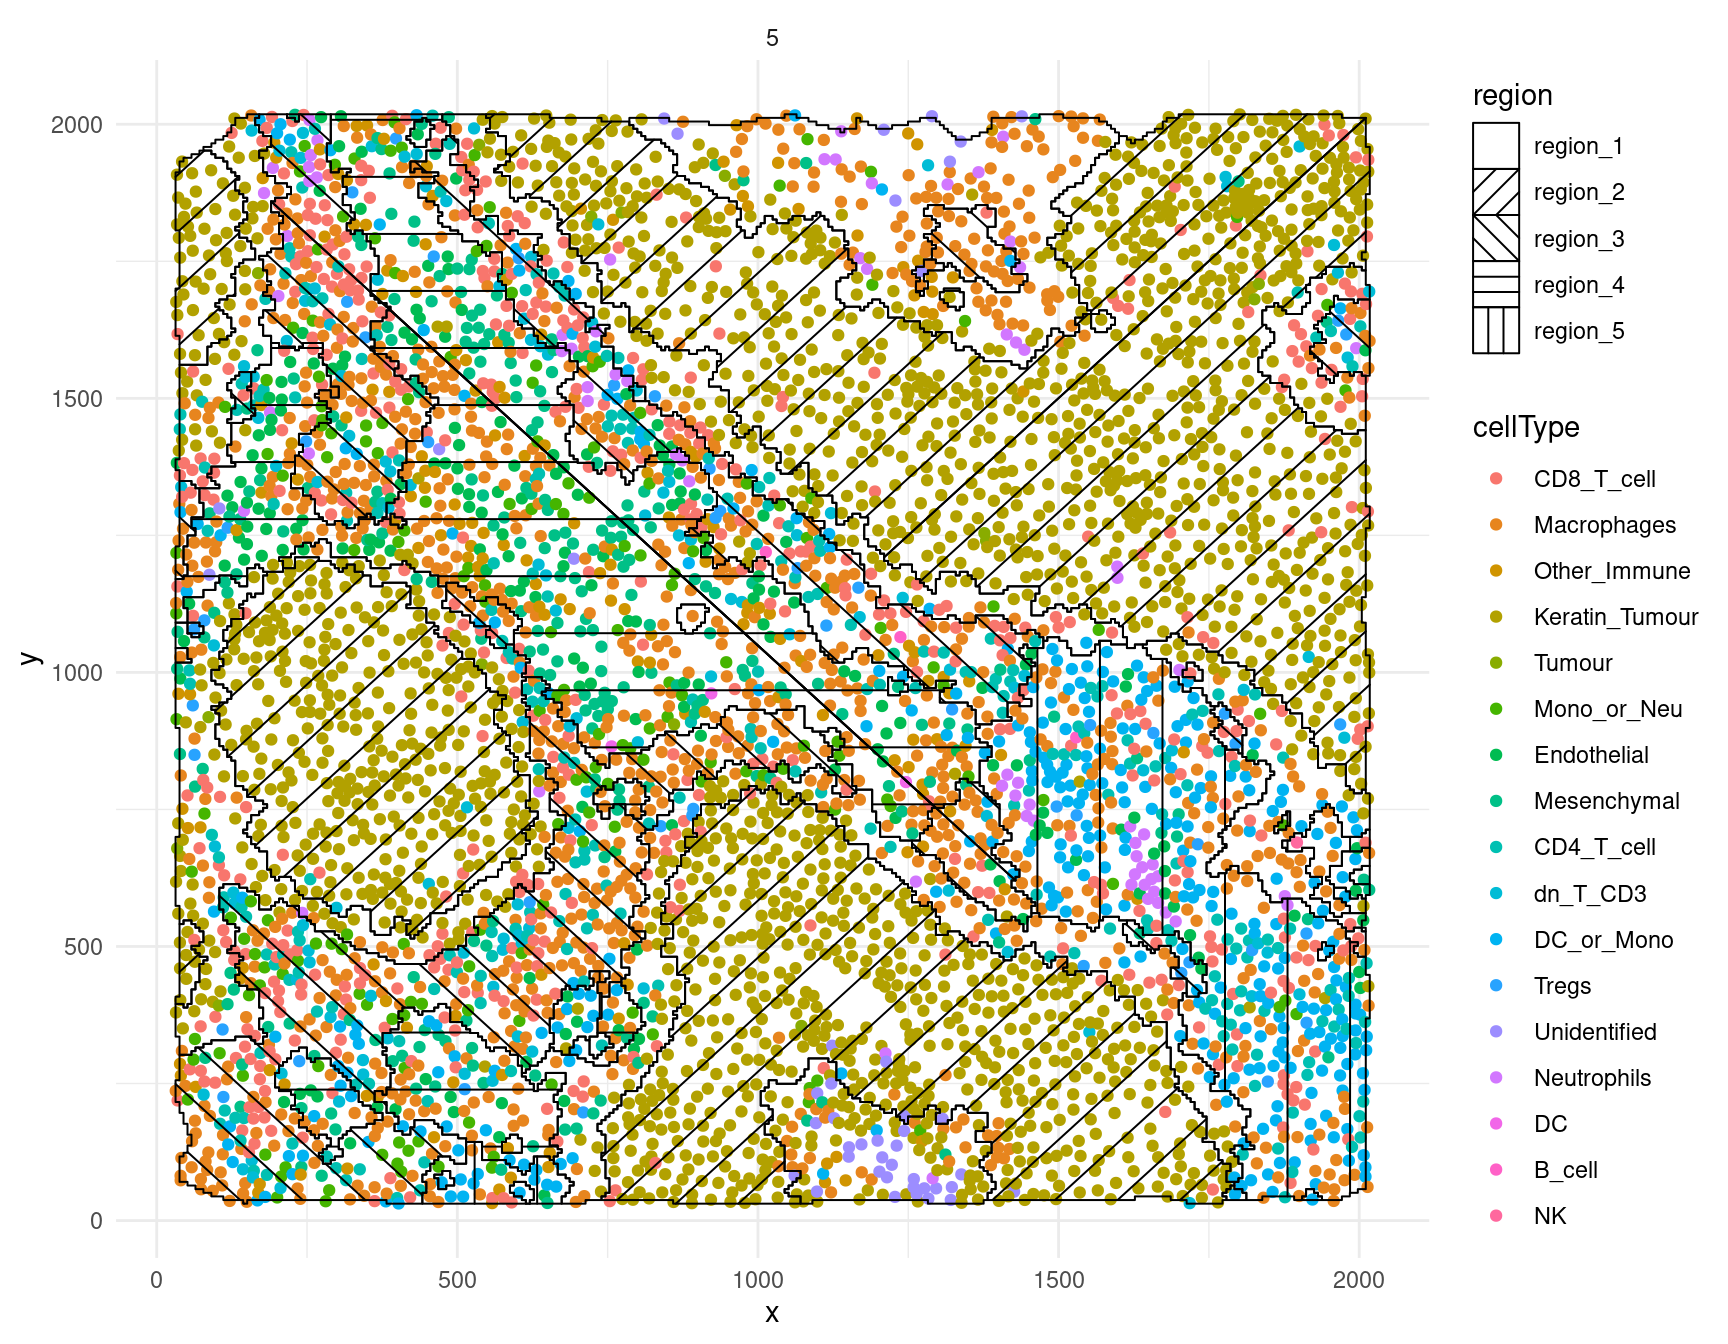 5
2000
1500
1000
500
0
y
0
500
1000
1500
2000
x
region
region_1
region_2
region_3
region_4
region_5
cellType
CD8_T_cell
Macrophages
Other_Immune
Keratin_Tumour
Tumour
Mono_or_Neu
Endothelial
Mesenchymal
CD4_T_cell
dn_T_CD3
DC_or_Mono
Tregs
Unidentified
Neutrophils
DC
B_cell
NK